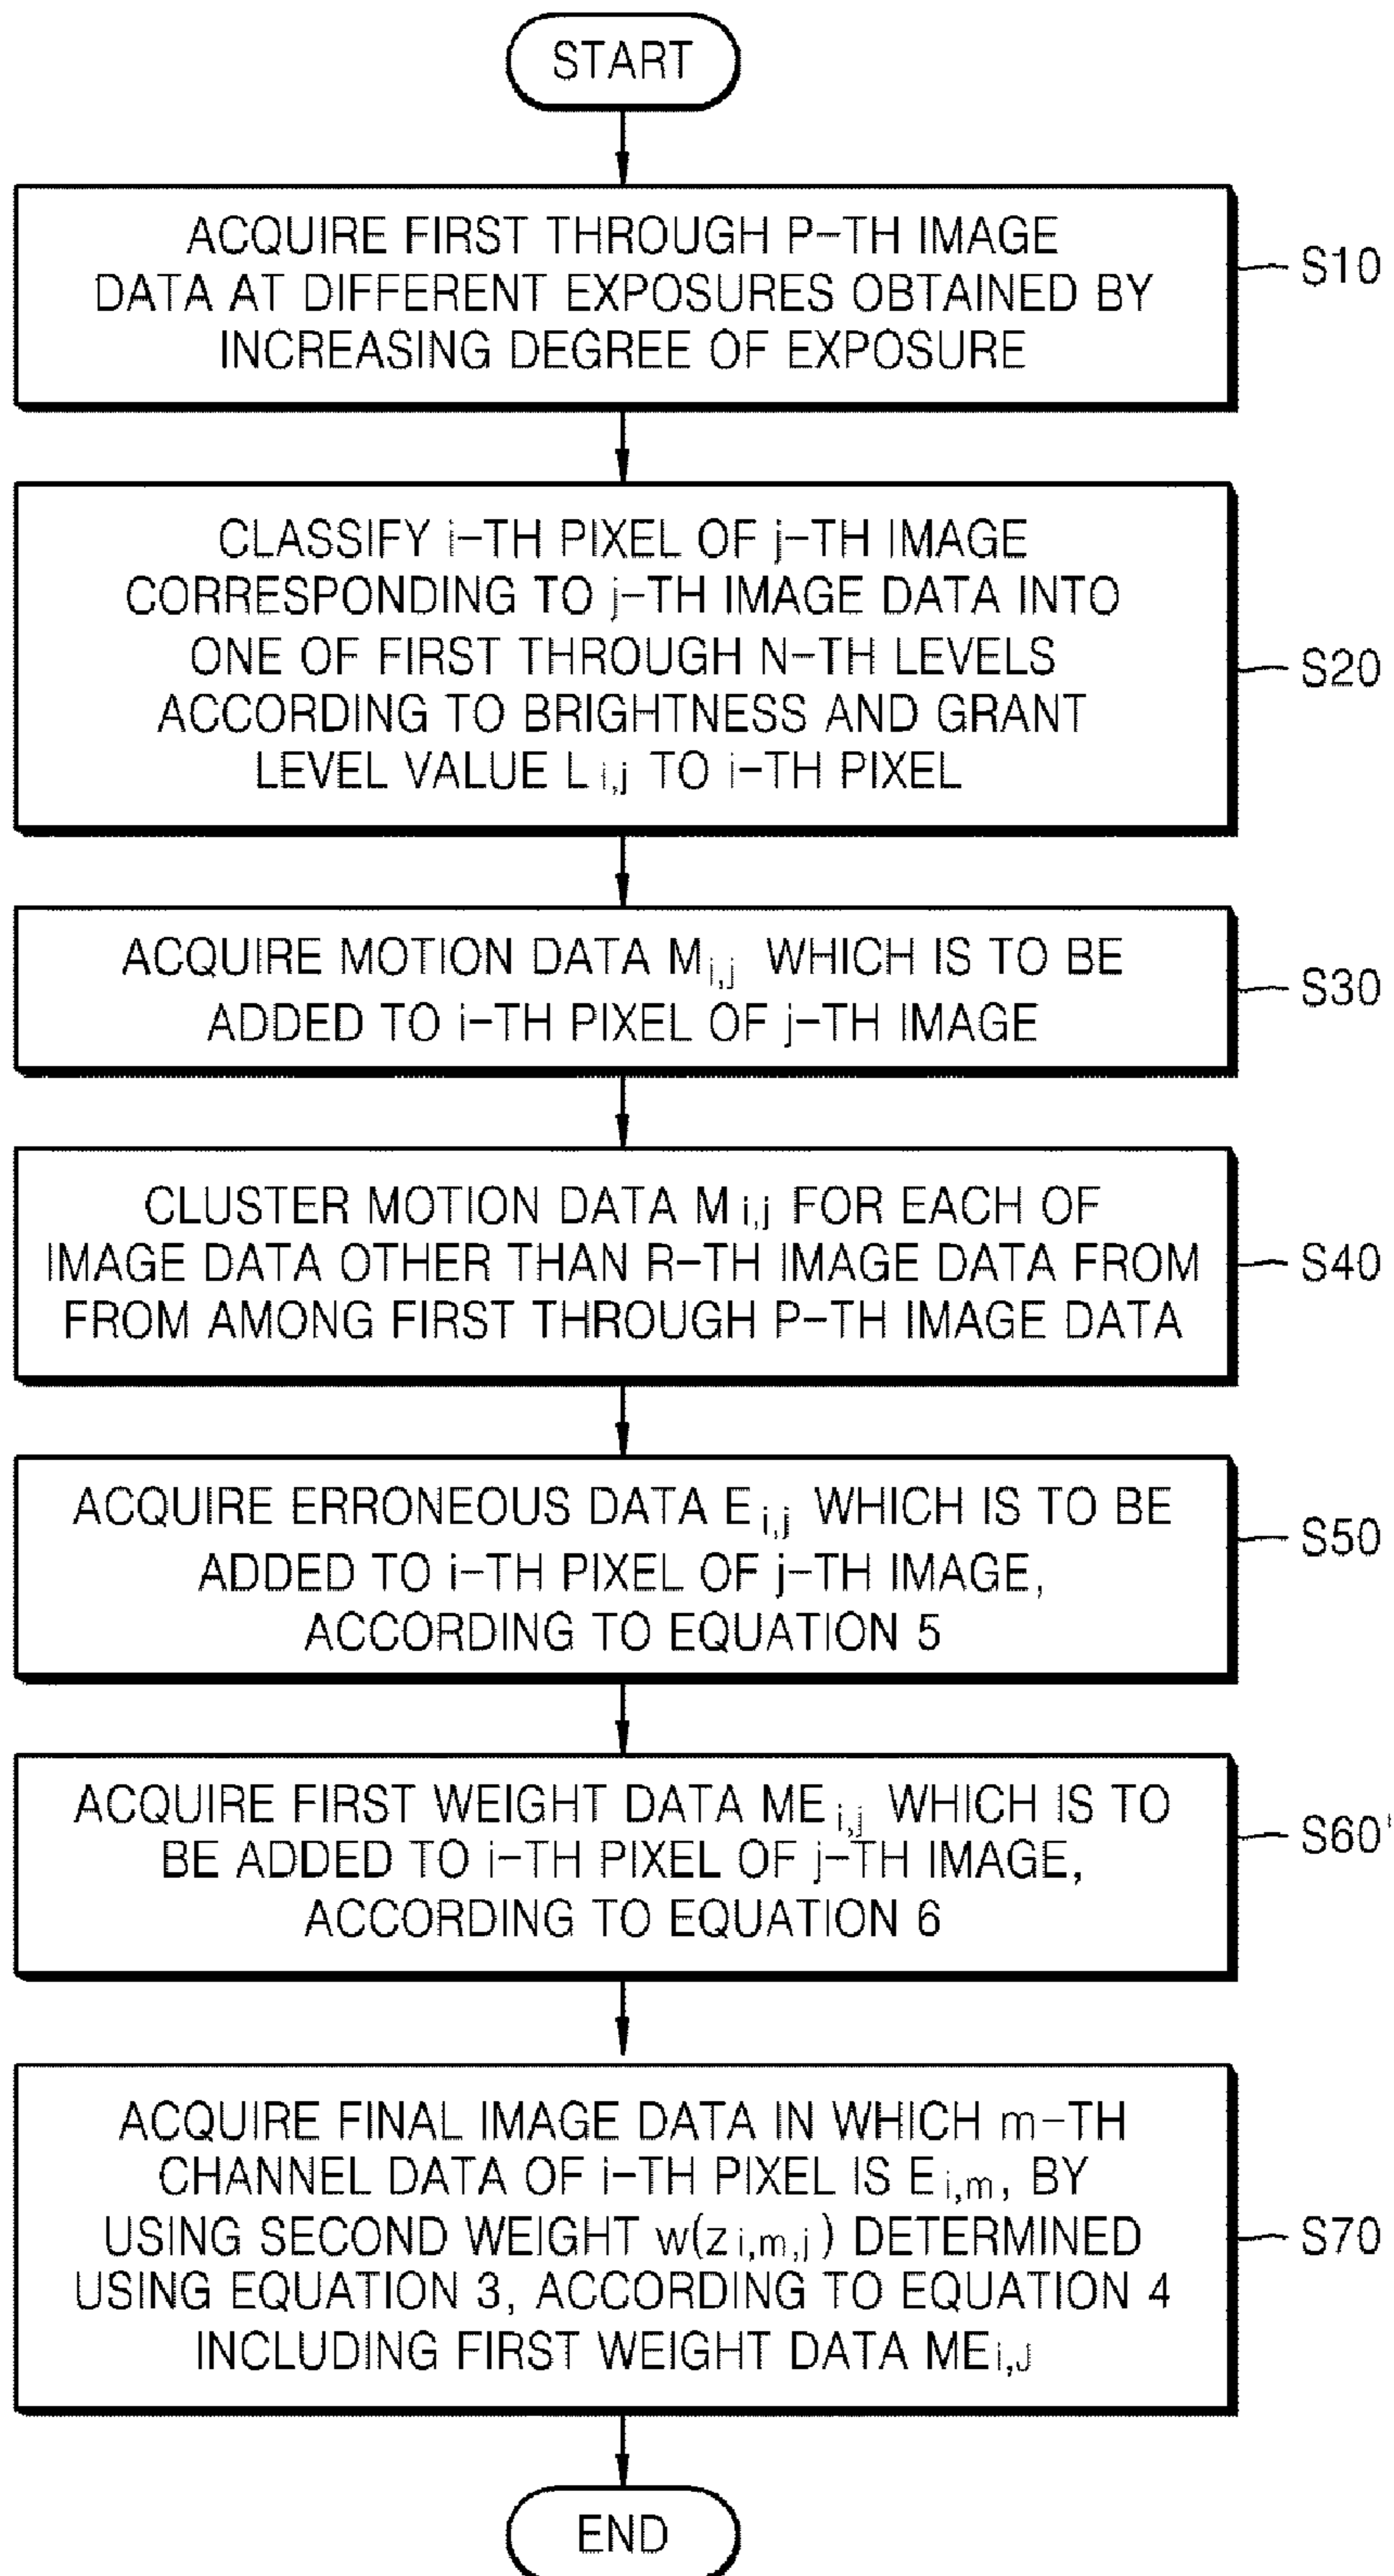 START
ACQUIRE FIRST THROUGH P-TH IMAGE
DATA AT DIFFERENT EXPOSURES OBTAINED BY
INCREASING DEGREE OF EXPOSURE
S10
CLASSIFY i-TH PIXEL OF j-TH IMAGE
CORRESPONDING TO j-TH IMAGE DATA INTO
ONE OF FIRST THROUGH N-TH LEVELS
ACCORDING TO BRIGHTNESS AND GRANT
LEVEL VALUE L i,j TO i-TH PIXEL
S20
ACQUIRE MOTION DATA M i,j WHICH IS TO BE
ADDED TO i-TH PIXEL OF j-TH IMAGE
S30
CLUSTER MOTION DATA M i,j FOR EACH OF
IMAGE DATA OTHER THAN R-TH IMAGE DATA FROM
FROM AMONG FIRST THROUGH P-TH IMAGE DATA
S40
ACQUIRE ERRONEOUS DATA E i,j WHICH IS TO BE
ADDED TO i-TH PIXEL OF j-TH IMAGE,
ACCORDING TO EQUATION 5
S50
ACQUIRE FIRST WEIGHT DATA ME i,j WHICH IS TO
BE ADDED TO i-TH PIXEL OF j-TH IMAGE,
ACCORDING TO EQUATION 6
S60'
ACQUIRE FINAL IMAGE DATA IN WHICH m-TH
CHANNEL DATA OF i-TH PIXEL IS E i,m, BY
USING SECOND WEIGHT w(z i,m,j) DETERMINED
USING EQUATION 3, ACCORDING TO EQUATION 4
INCLUDING FIRST WEIGHT DATA ME i,J
S70
END